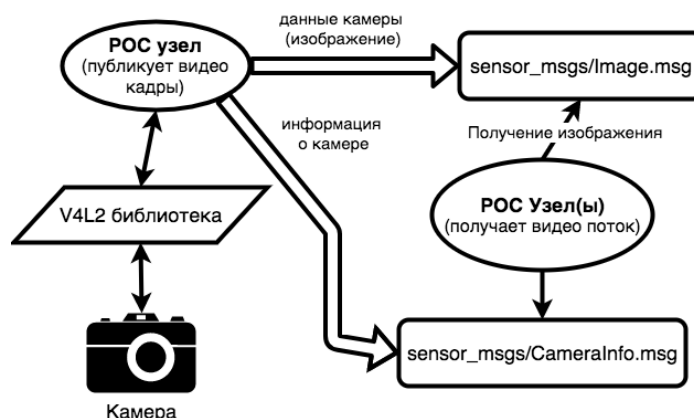 данные камеры
(изображение)
РОС узел
(публикует видео
кадры)
sensor_msgs/Image.msg
информация
о камере
Получение изображения
V4L2 библиотека
РОС Узел(ы)
(получает видео поток)
sensor_msgs/CameraInfo.msg
Камера